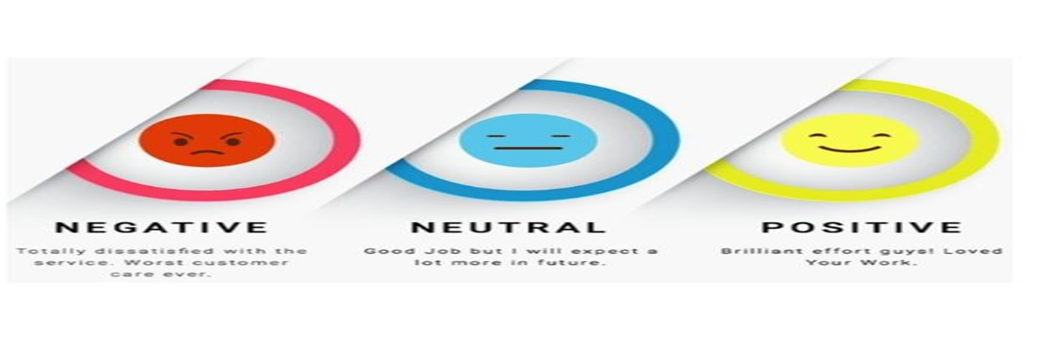 NEGATIVE
Totally dissatisfied with the
service. Worst customer
care ever.
NEUTRAL
Good Job but I will expect a
lot more in future.
POSITIVE
Brilliant effort guys! Loved
Your Work.